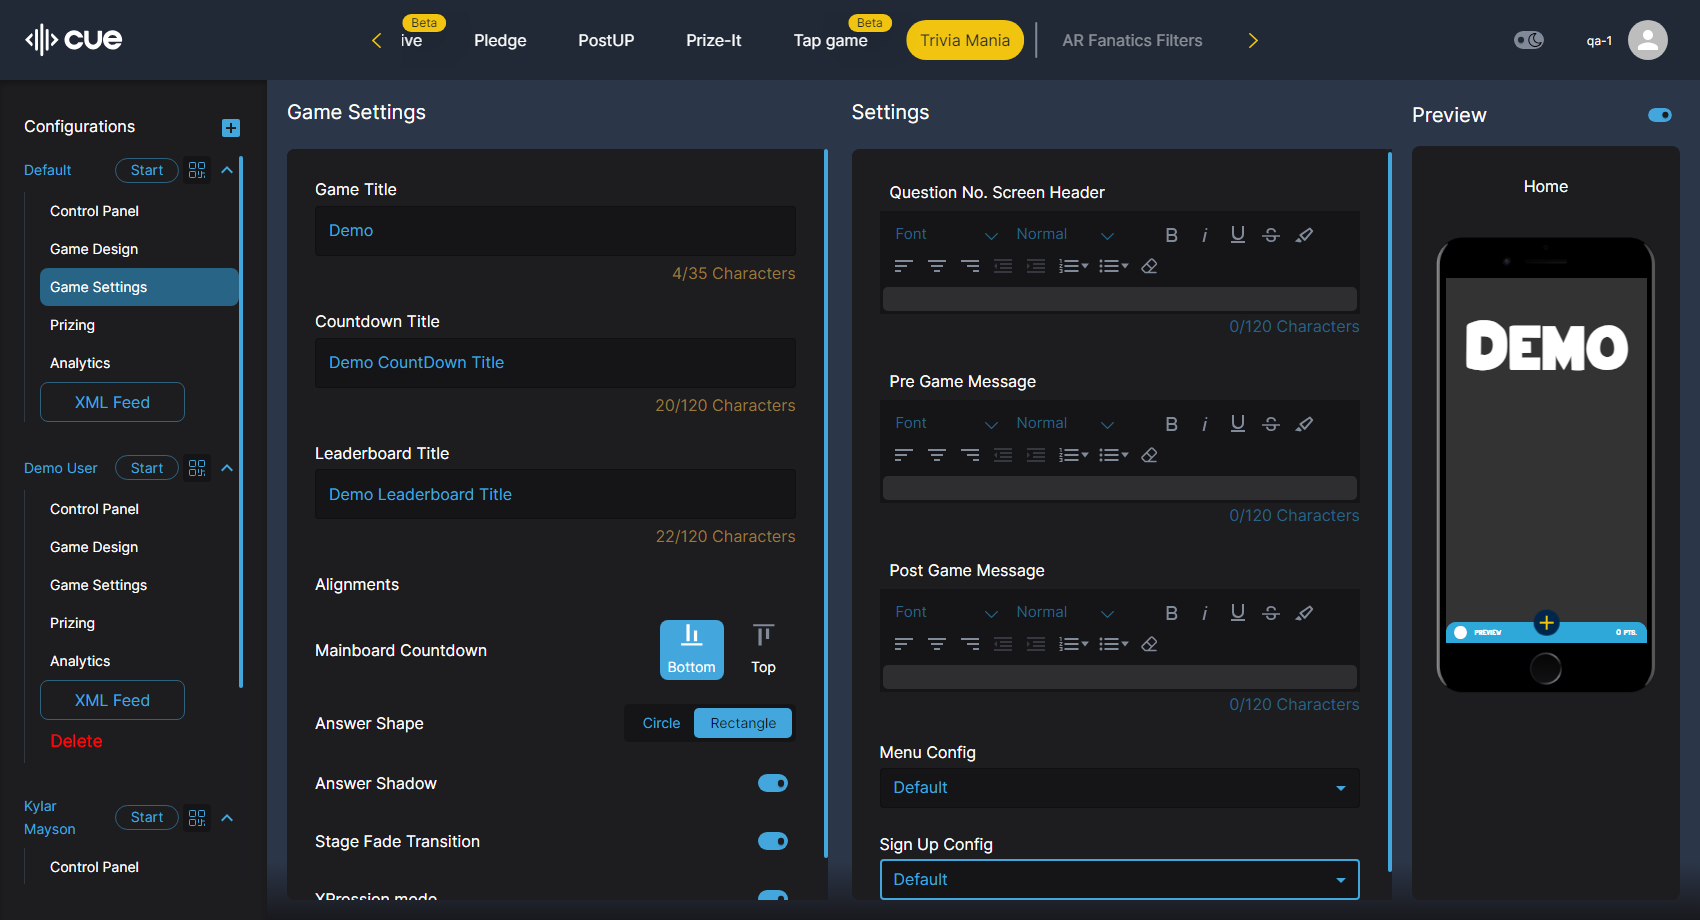 cue
ive
Beta
Pledge
PostUP
Prize-It
Tap game
Beta
Trivia Mania
AR Fanatics Filters
qa-1
Configurations
Default
Start
Control Panel
Game Design
Game Settings
Prizing
Analytics
XML Feed
Demo User
Start
Control Panel
Game Design
Game Settings
Prizing
Analytics
XML Feed
Delete
Kylar
Mayson
Start
Control Panel
Game Settings
Game Title
Demo
4/35 Characters
Countdown Title
Demo CountDown Title
20/120 Characters
Leaderboard Title
Demo Leaderboard Title
22/120 Characters
Alignments
Mainboard Countdown
Bottom
Top
Answer Shape
Circle
Rectangle
Answer Shadow
Stage Fade Transition
XPression mode
Settings
Question No. Screen Header
Font
Normal
0/120 Characters
Pre Game Message
Font
Normal
0/120 Characters
Post Game Message
Font
Normal
0/120 Characters
Menu Config
Default
Sign Up Config
Default
Preview
Home
DEMO
PREVIEW
0 PTS.